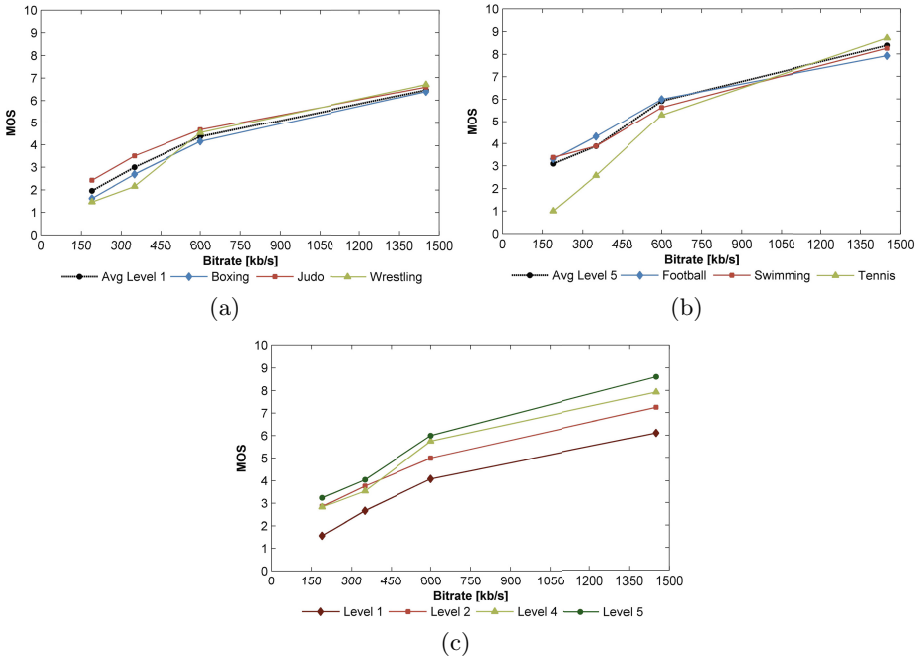 10
9
8
7
6
5
4
3
2
1
0
MOS
0 150 300 450 600 750 900 1050 1200 1350 1500
Bitrate [kb/s]
Avg Level 1 Boxing Judo Wrestling
(a)
10
9
8
7
6
5
4
3
2
1
0
MOS
0 150 300 450 600 750 900 1050 1200 1350 1500
Bitrate [kb/s]
Avg Level 5 Football Swimming Tennis
(b)
10
9
8
7
6
5
4
3
2
1
0
MOS
0 150 300 450 600 750 900 1050 1200 1350 1500
Bitrate [kb/s]
Level 1 Level 2 Level 4 Level 5
(c)